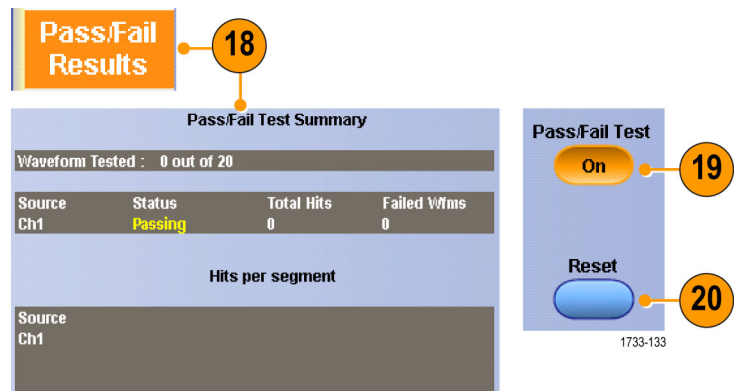 Pass/Fail
Results
18
Pass/Fail Test Summary
Waveform Tested : 0 out of 20
Source Status Total Hits Failed Wfms
Ch1 Passing 0 0
Hits per segment
Source
Ch1
Pass/Fail Test
On
19
Reset
20
1733-133